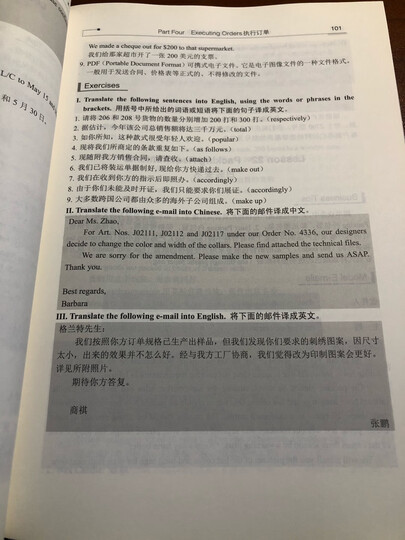 Part Four Executing Orders执行订单 101
We made a cheque out for $200 to that supermarket.
我们给那家超市开了一张 200 美元的支票。
9. PDF（Portable Document Format）可携式电子文件。它是电子图像文件的一种文件格式，
一般用于发送合同、价格表等正式的、不得修改的文件。
Exercises
I. Translate the following sentences into English, using the words or phrases in the
brackets. 用括号中所给出的词语或短语将下面的句子译成英文。
1. 请将 206 和 208 号货物的数量分别增加 200 打和 300 打。（respectively）
2. 据估计，今年该公司总销售额将达三千万元。（total）
3. 如你所知，这种款式很受年轻人欢迎。（popular）
4. 现将我们所商定的条款重复如下。（as follows）
5. 现随附我方销售合同，请查收。（attach）
6. 我们已将装运单据制好，现给你方快递过去。（make out）
7. 我们在收到你方的指示后即照办。（accordingly）
8. 由于你们未能及时开证，我们只能要求你们展证。（accordingly）
9. 大多数跨国公司都由众多的海外子公司组成。（make up）
II. Translate the following e-mail into Chinese. 将下面的邮件译成中文。
Dear Ms. Zhao,
For Art. Nos. J02111, J02112 and J02117 under our Order No. 4336, our designers
decide to change the color and width of the collars. Please find attached the technical files.
We are sorry for the amendment. Please make the new samples and send us ASAP.
Thank you.
Best regards,
Barbara
III. Translate the following e-mail into English. 将下面的邮件译成英文。
格兰特先生：
我们按照你方订单规格已生产出样品，但我们发现你们要求的刺绣图案，因尺寸
太小，出来的效果并不怎么好。经与我方工厂协商，我们觉得改为印制图案会更好，
详见所附照片。
期待你方答复。
商祺
张鹏
L/C to May 15 and
和 5 月 30 日。